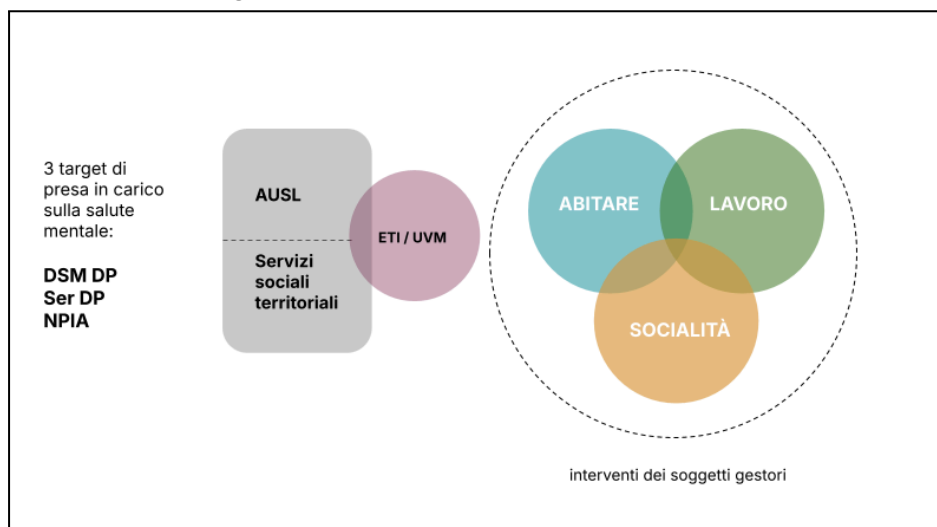 3 target di
presa in carico
sulla salute
mentale:
DSM DP
Ser DP
NPIA
AUSL
Servizi
sociali
territoriali
ETI / UVM
ABITARE
LAVORO
SOCIALITÀ
interventi dei soggetti gestori